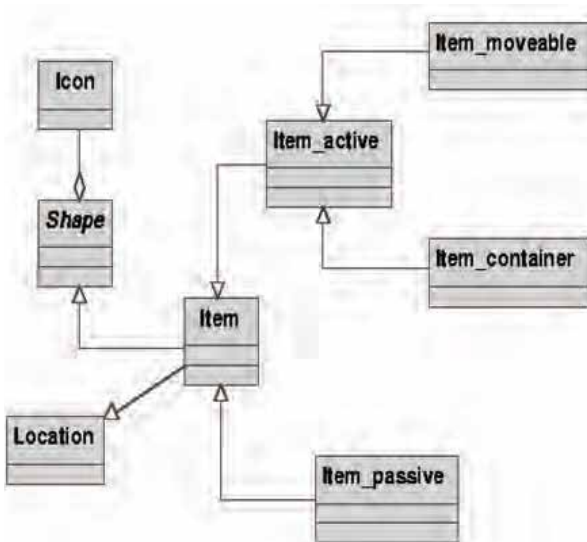 Item_moveable
Icon
Item_active
Shape
Item_container
Item
Location
Item_passive